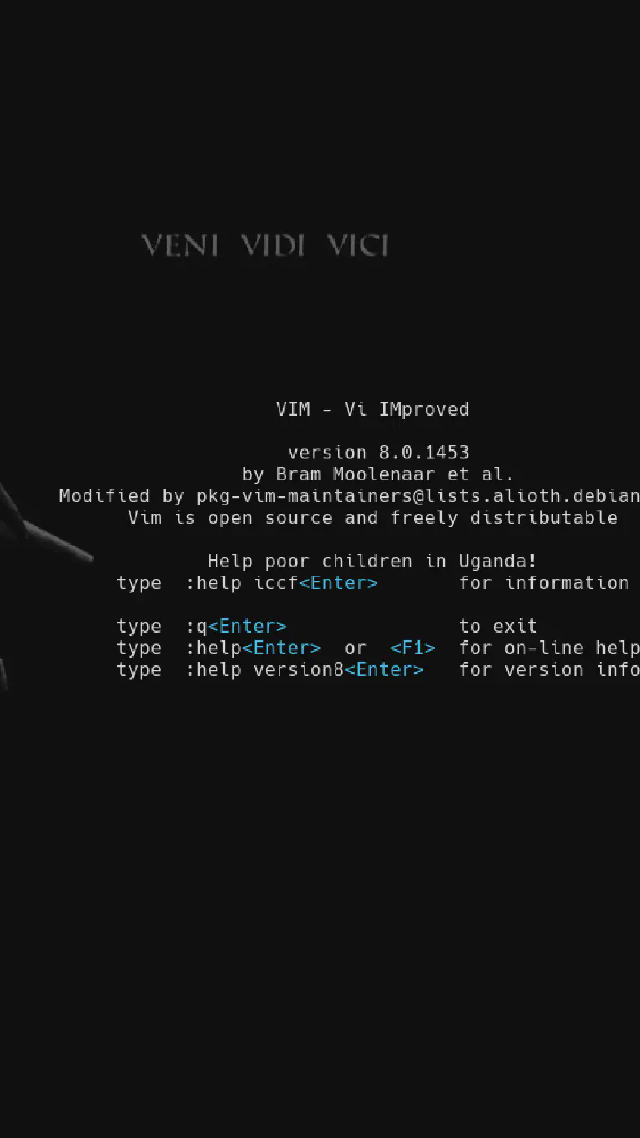 VENI VIDI VICI
VIM - Vi IMproved
version 8.0.1453
by Bram Moolenaar et al.
Modified by pkg-vim-maintainers@lists.alioth.debian
Vim is open source and freely distributable
Help poor children in Uganda!
type :help iccf<Enter> for information
type :q<Enter> to exit
type :help<Enter> or <F1> for on-line help
type :help version8<Enter> for version info